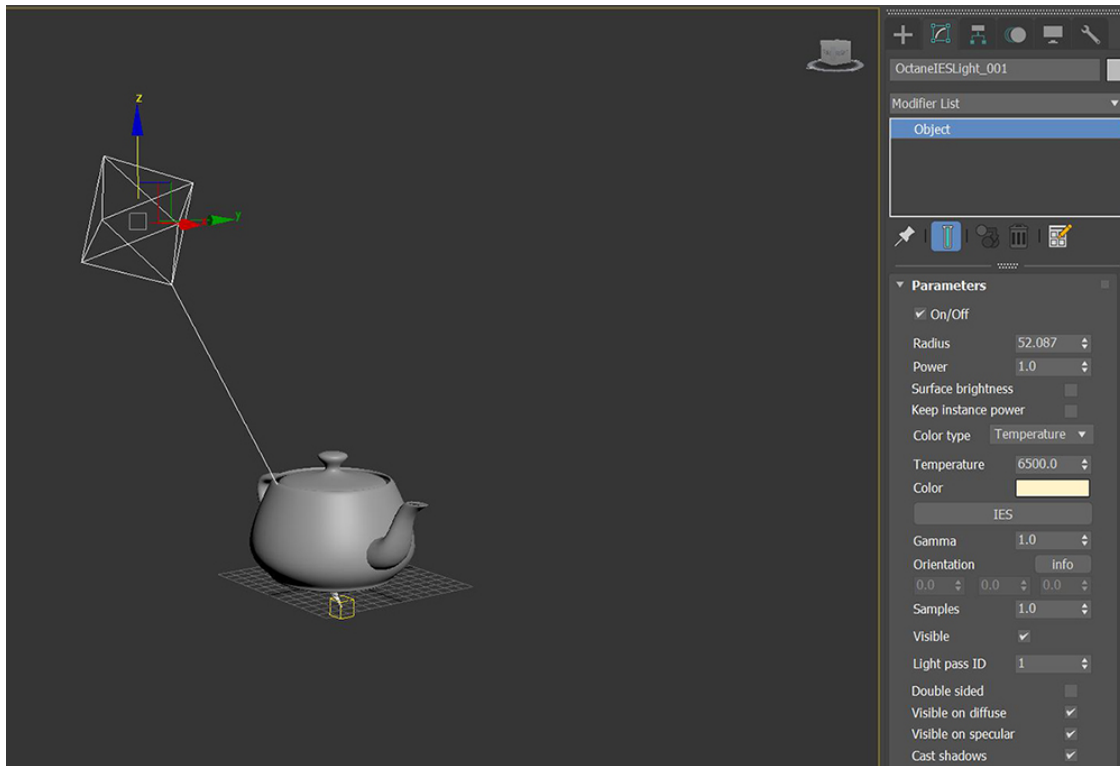 OctaneIESLight_001
Modifier List
Object
z
y
Parameters
On/Off
Radius 52.087
Power 1.0
Surface brightness
Keep instance power
Color type Temperature
Temperature 6500.0
Color
IES
Gamma 1.0
Orientation info
0.0 0.0 0.0
Samples 1.0
Visible
Light pass ID 1
Double sided
Visible on diffuse
Visible on specular
Cast shadows